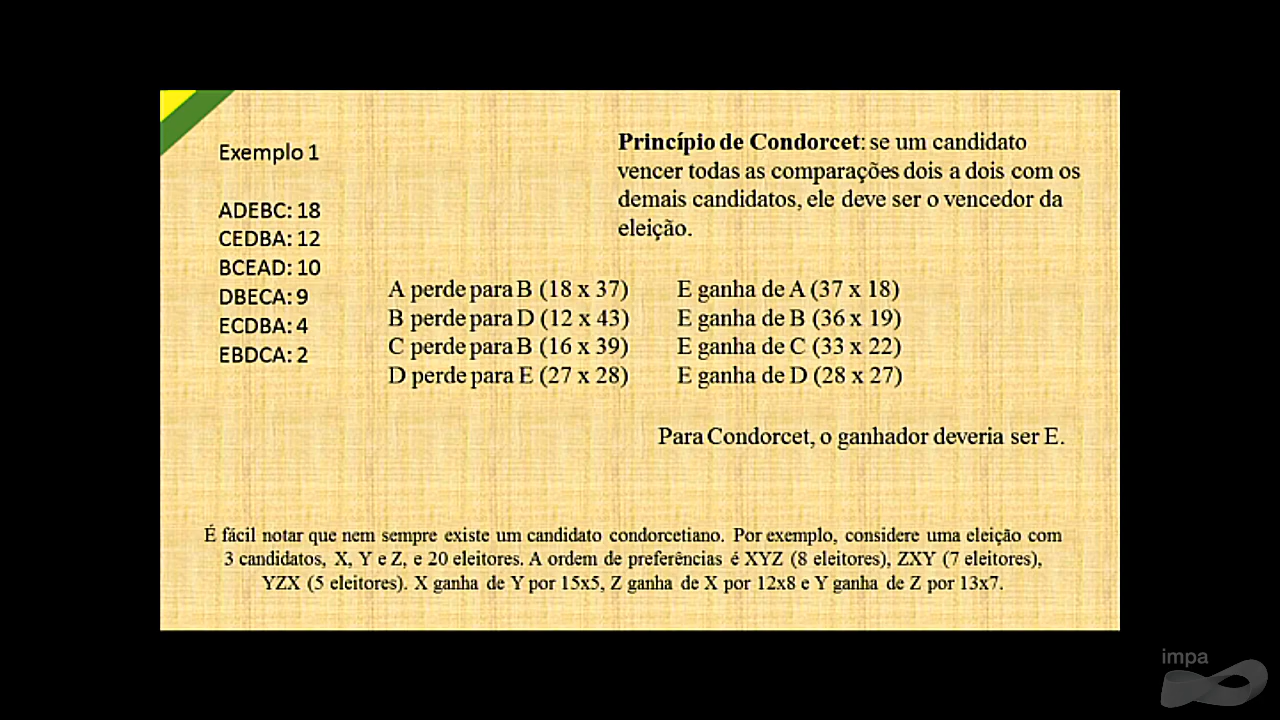 Exemplo 1
ADEBC: 18
CEDBA: 12
BCEAD: 10
DBECA: 9
ECDBA: 4
EBDCA: 2
Princípio de Condorcet: se um candidato
vencer todas as comparações dois a dois com os
demais candidatos, ele deve ser o vencedor da
eleição.
A perde para B (18 x 37)
B perde para D (12 x 43)
C perde para B (16 x 39)
D perde para E (27 x 28)
E ganha de A (37 x 18)
E ganha de B (36 x 19)
E ganha de C (33 x 22)
E ganha de D (28 x 27)
Para Condorcet, o ganhador deveria ser E.
É fácil notar que nem sempre existe um candidato condorcetiano. Por exemplo, considere uma eleição com
3 candidatos, X, Y e Z, e 20 eleitores. A ordem de preferências é XYZ (8 eleitores), ZXY (7 eleitores),
YZX (5 eleitores). X ganha de Y por 15x5, Z ganha de X por 12x8 e Y ganha de Z por 13x7.
impa